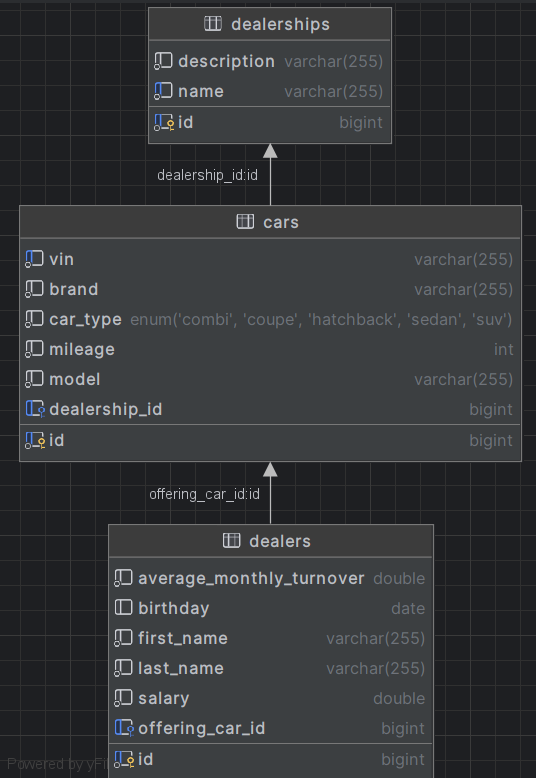 dealerships
description varchar(255)
name varchar(255)
id bigint
dealership_id:id
cars
vin varchar(255)
brand varchar(255)
car_type enum('combi', 'coupe', 'hatchback', 'sedan', 'suv')
mileage int
model varchar(255)
dealership_id bigint
id bigint
offering_car_id:id
dealers
average_monthly_turnover double
birthday date
first_name varchar(255)
last_name varchar(255)
salary double
offering_car_id bigint
id bigint
Powered by yFi